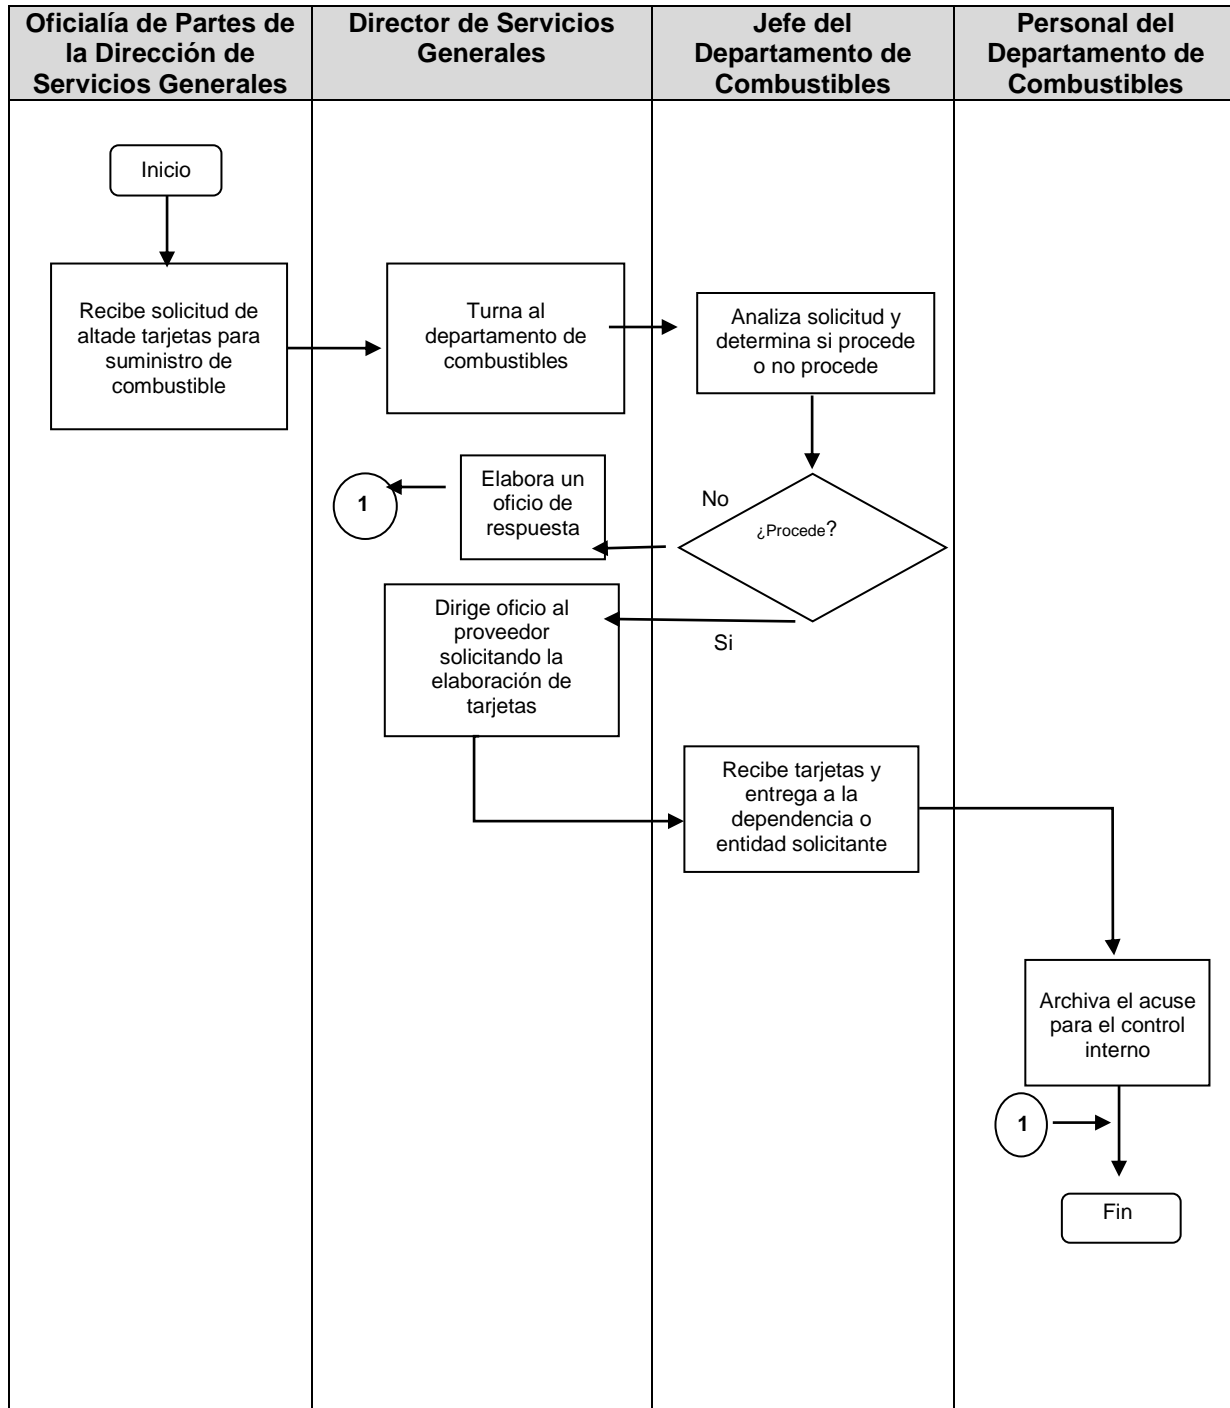 Oficialía de Partes de
la Dirección de
Servicios Generales
Director de Servicios
Generales
Jefe del
Departamento de
Combustibles
Personal del
Departamento de
Combustibles
Inicio
Recibe solicitud de
altade tarjetas para
suministro de
combustible
Turna al
departamento de
combustibles
Analiza solicitud y
determina si procede
o no procede
1
Elabora un
oficio de
respuesta
No
¿Procede?
Dirige oficio al
proveedor
solicitando la
elaboración de
tarjetas
Si
Recibe tarjetas y
entrega a la
dependencia o
entidad solicitante
Archiva el acuse
para el control
interno
1
Fin